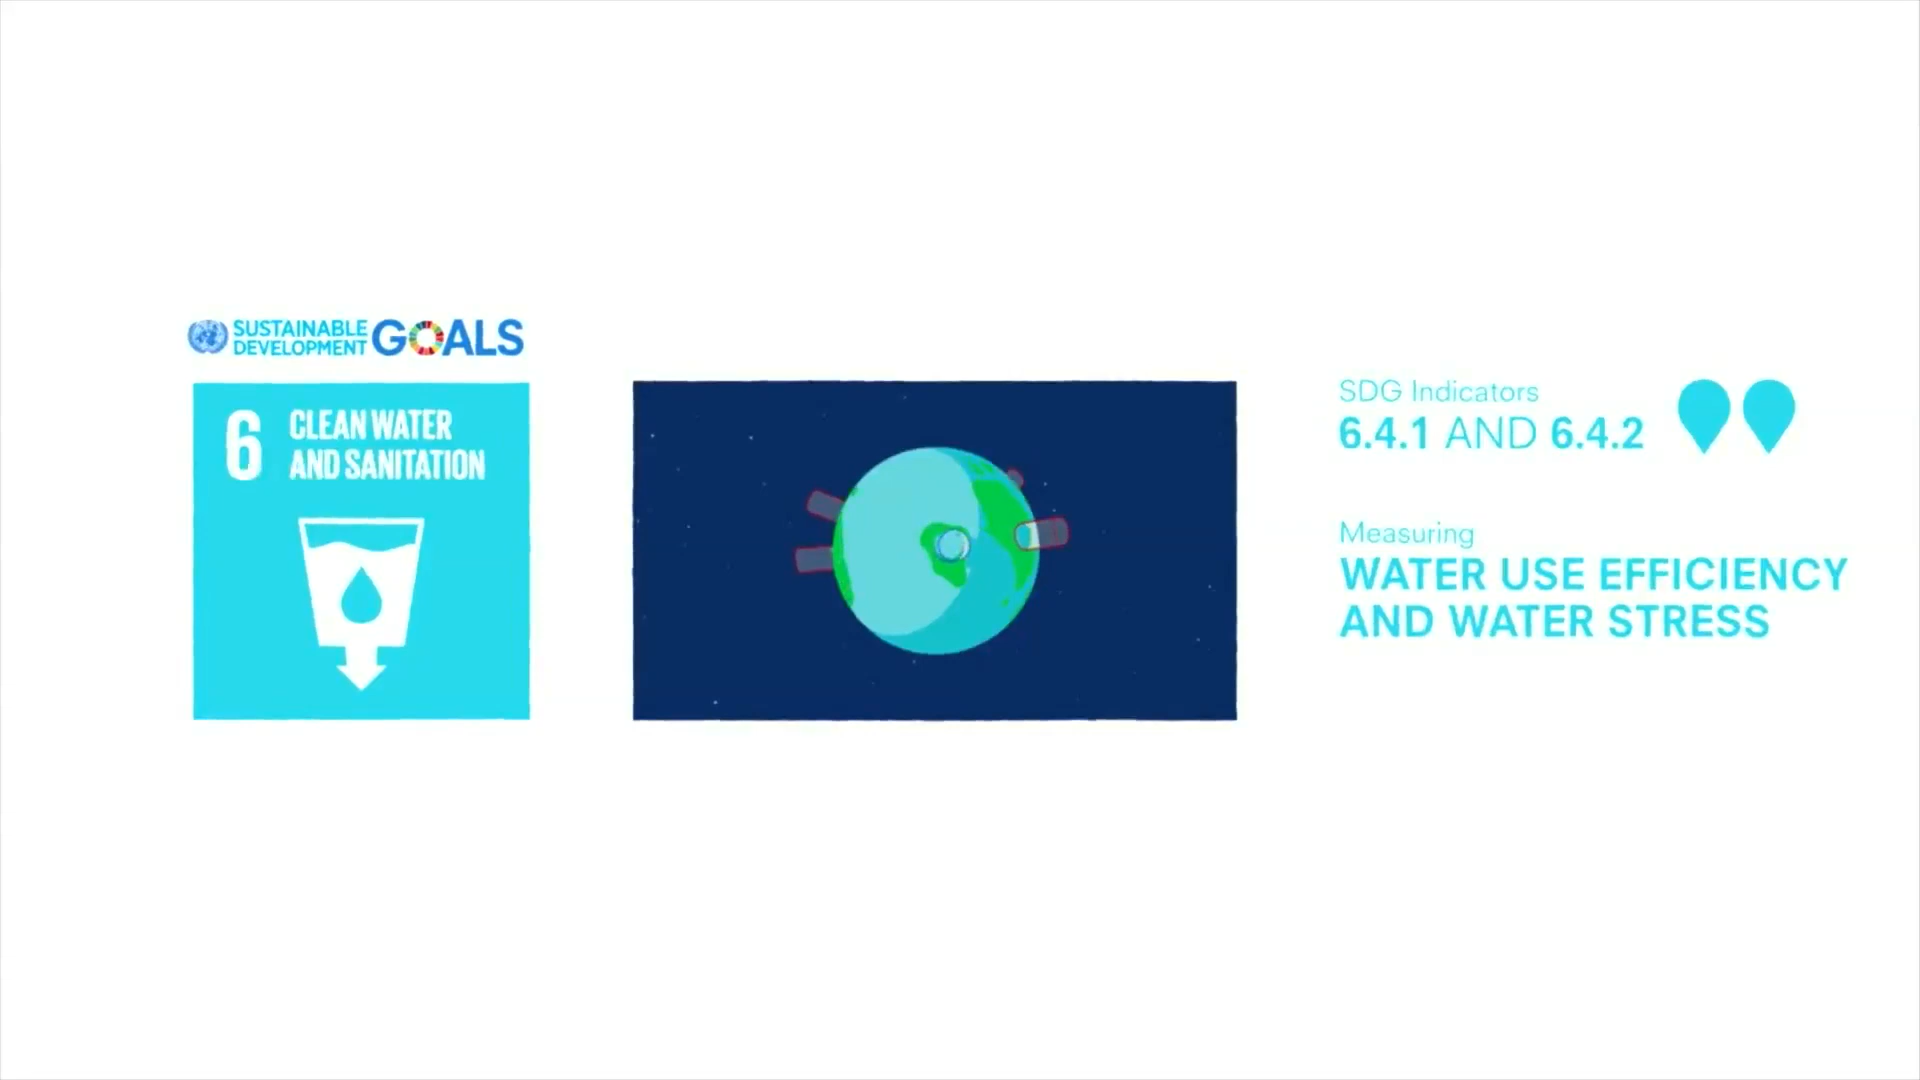 SUSTAINABLE
DEVELOPMENT
GOALS
6
CLEAN WATER
AND SANITATION
SDG Indicators
6.4.1 AND 6.4.2
Measuring
WATER USE EFFICIENCY
AND WATER STRESS